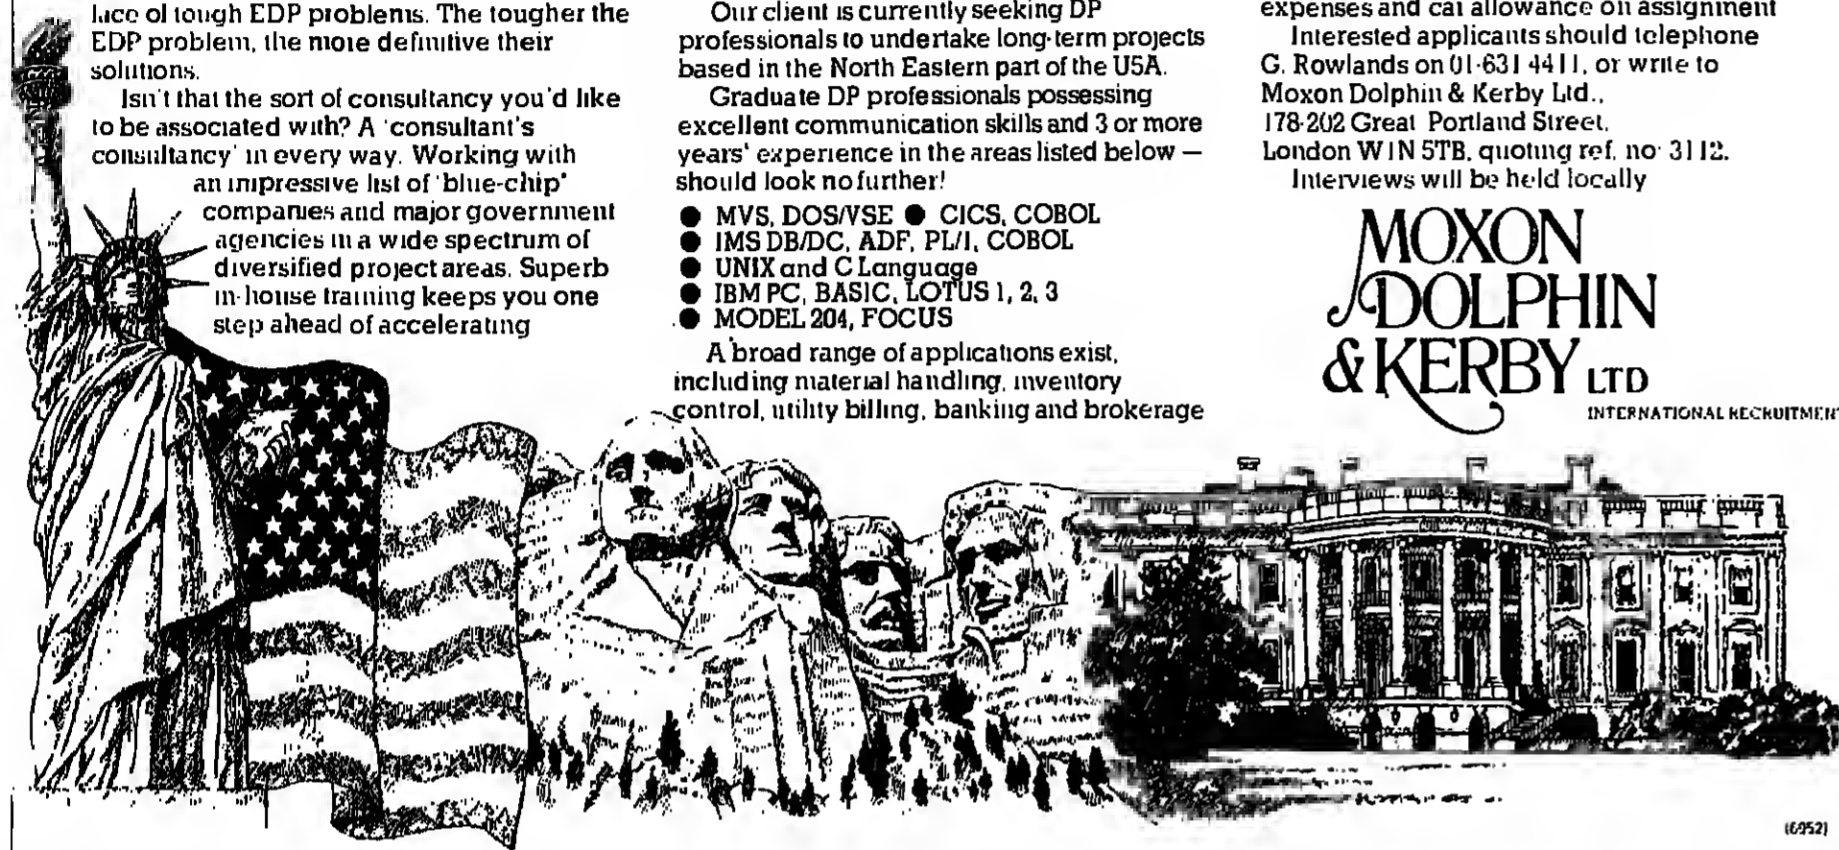 face of tough EDP problems. The tougher the
EDP problem, the more definitive their
solutions.
Isn't that the sort of consultancy you'd like
to be associated with? A 'consultant's
consultancy' in every way. Working with
an impressive list of 'blue-chip'
companies and major government
agencies in a wide spectrum of
diversified project areas. Superb
in-house training keeps you one
step ahead of accelerating
Our client is currently seeking DP
professionals to undertake long-term projects
based in the North Eastern part of the USA.
Graduate DP professionals possessing
excellent communication skills and 3 or more
years' experience in the areas listed below —
should look no further!
● MVS, DOS/VSE ● CICS, COBOL
● IMS DB/DC, ADF, PL/1, COBOL
● UNIX and C Language
● IBM PC, BASIC, LOTUS 1, 2, 3
● MODEL 204, FOCUS
A broad range of applications exist,
including material handling, inventory
control, utility billing, banking and brokerage
expenses and car allowance on assignment
Interested applicants should telephone
G. Rowlands on 01-631 4411, or write to
Moxon Dolphin & Kerby Ltd.,
178-202 Great Portland Street,
London W1N 5TB, quoting ref. no: 3112.
Interviews will be held locally
MOXON
DOLPHIN
& KERBY LTD
INTERNATIONAL RECRUITMEN
(6952)